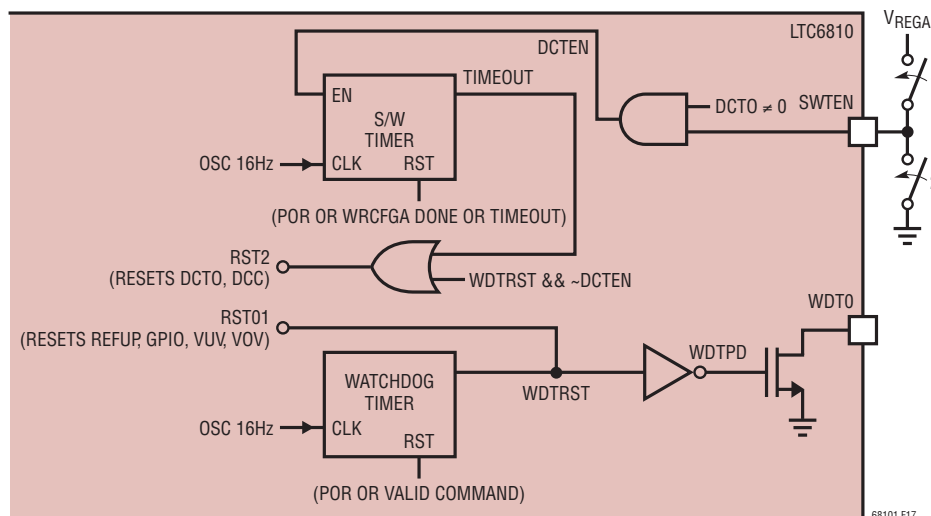 LTC6810
VREGA
DCTEN
TIMEOUT
EN
S/W
TIMER
DCTO ≠ 0
SWTEN
OSC 16Hz
CLK
RST
(POR OR WRCFGA DONE OR TIMEOUT)
RST2
(RESETS DCTO, DCC)
WDTRST && ~DCTEN
RST01
(RESETS REFUP, GPIO, VUV, VOV)
WDT0
WATCHDOG
TIMER
WDTPD
WDTRST
OSC 16Hz
CLK
RST
(POR OR VALID COMMAND)
68101 F17